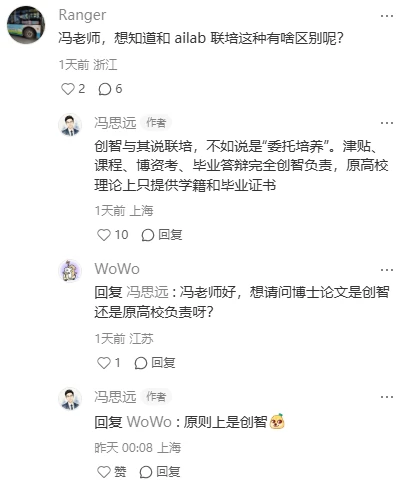 Ranger
冯老师，想知道和 ailab 联培这种有啥区别呢?
1天前 浙江
2 6
冯思远 作者
创智与其说联培，不如说是“委托培养”。津贴、
课程、博资考、毕业答辩完全创智负责，原高校
理论上只提供学籍和毕业证书
1天前 上海
10 回复
WoWo
回复 冯思远 : 冯老师好，想请问博士论文是创智
还是原高校负责呀?
1天前 江苏
1 回复
冯思远 作者
回复 WoWo : 原则上是创智
昨天 00:08 上海
赞 回复